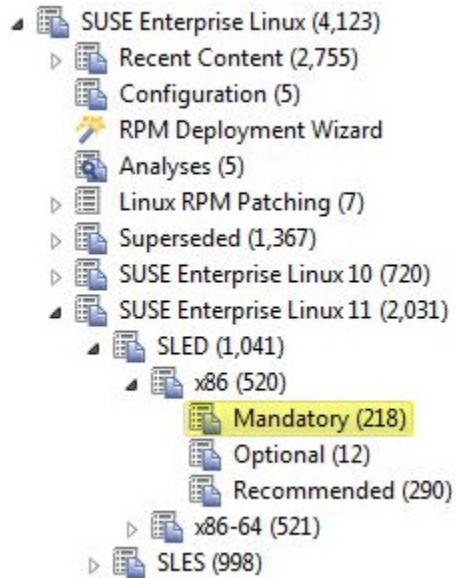 SUSE Enterprise Linux (4,123)
Recent Content (2,755)
Configuration (5)
RPM Deployment Wizard
Analyses (5)
Linux RPM Patching (7)
Superseded (1,367)
SUSE Enterprise Linux 10 (720)
SUSE Enterprise Linux 11 (2,031)
SLED (1,041)
x86 (520)
Mandatory (218)
Optional (12)
Recommended (290)
x86-64 (521)
SLES (998)